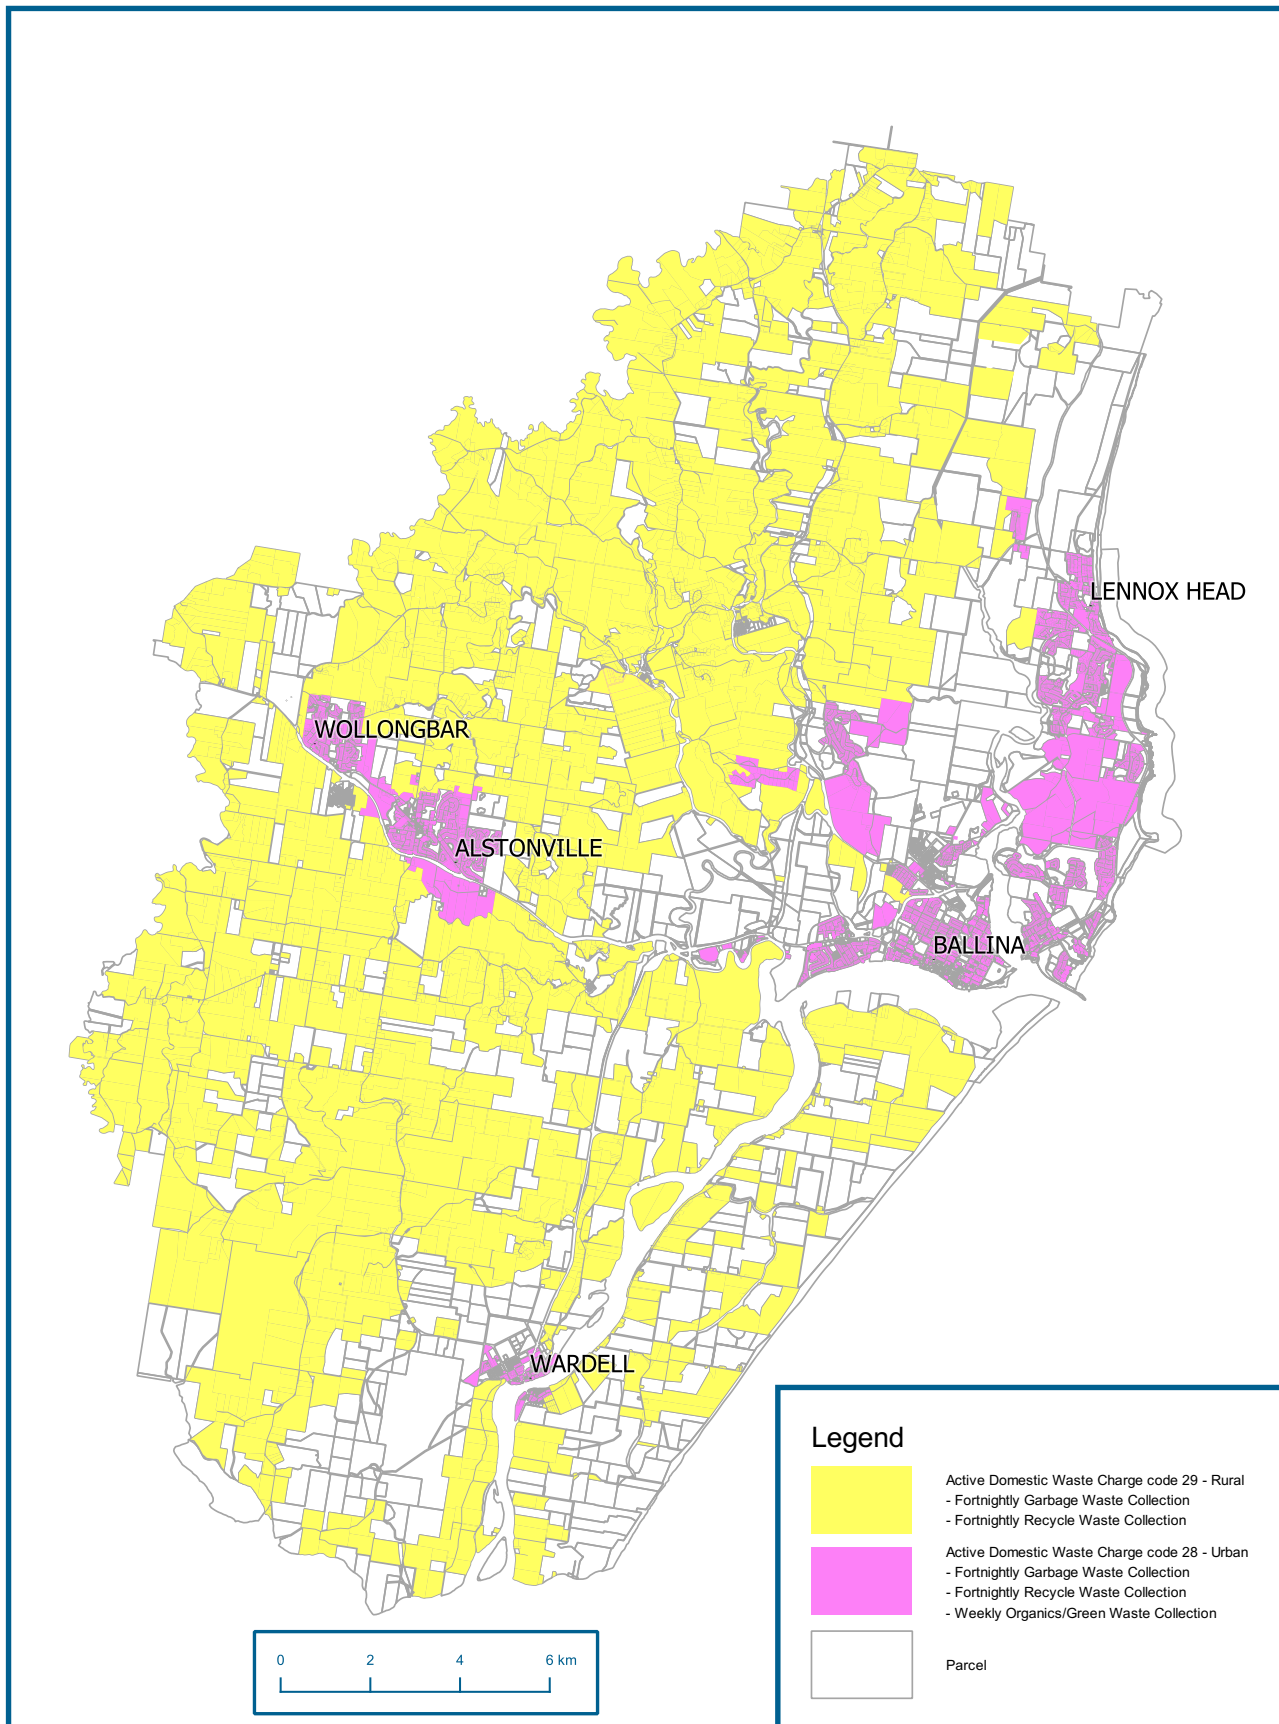 LENNOX HEAD
WOLLONGBAR
ALSTONVILLE
BALLINA
WARDELL
Legend
Active Domestic Waste Charge code 29 - Rural
- Fortnightly Garbage Waste Collection
- Fortnightly Recycle Waste Collection
Active Domestic Waste Charge code 28 - Urban
- Fortnightly Garbage Waste Collection
- Fortnightly Recycle Waste Collection
- Weekly Organics/Green Waste Collection
Parcel
0 2 4 6 km